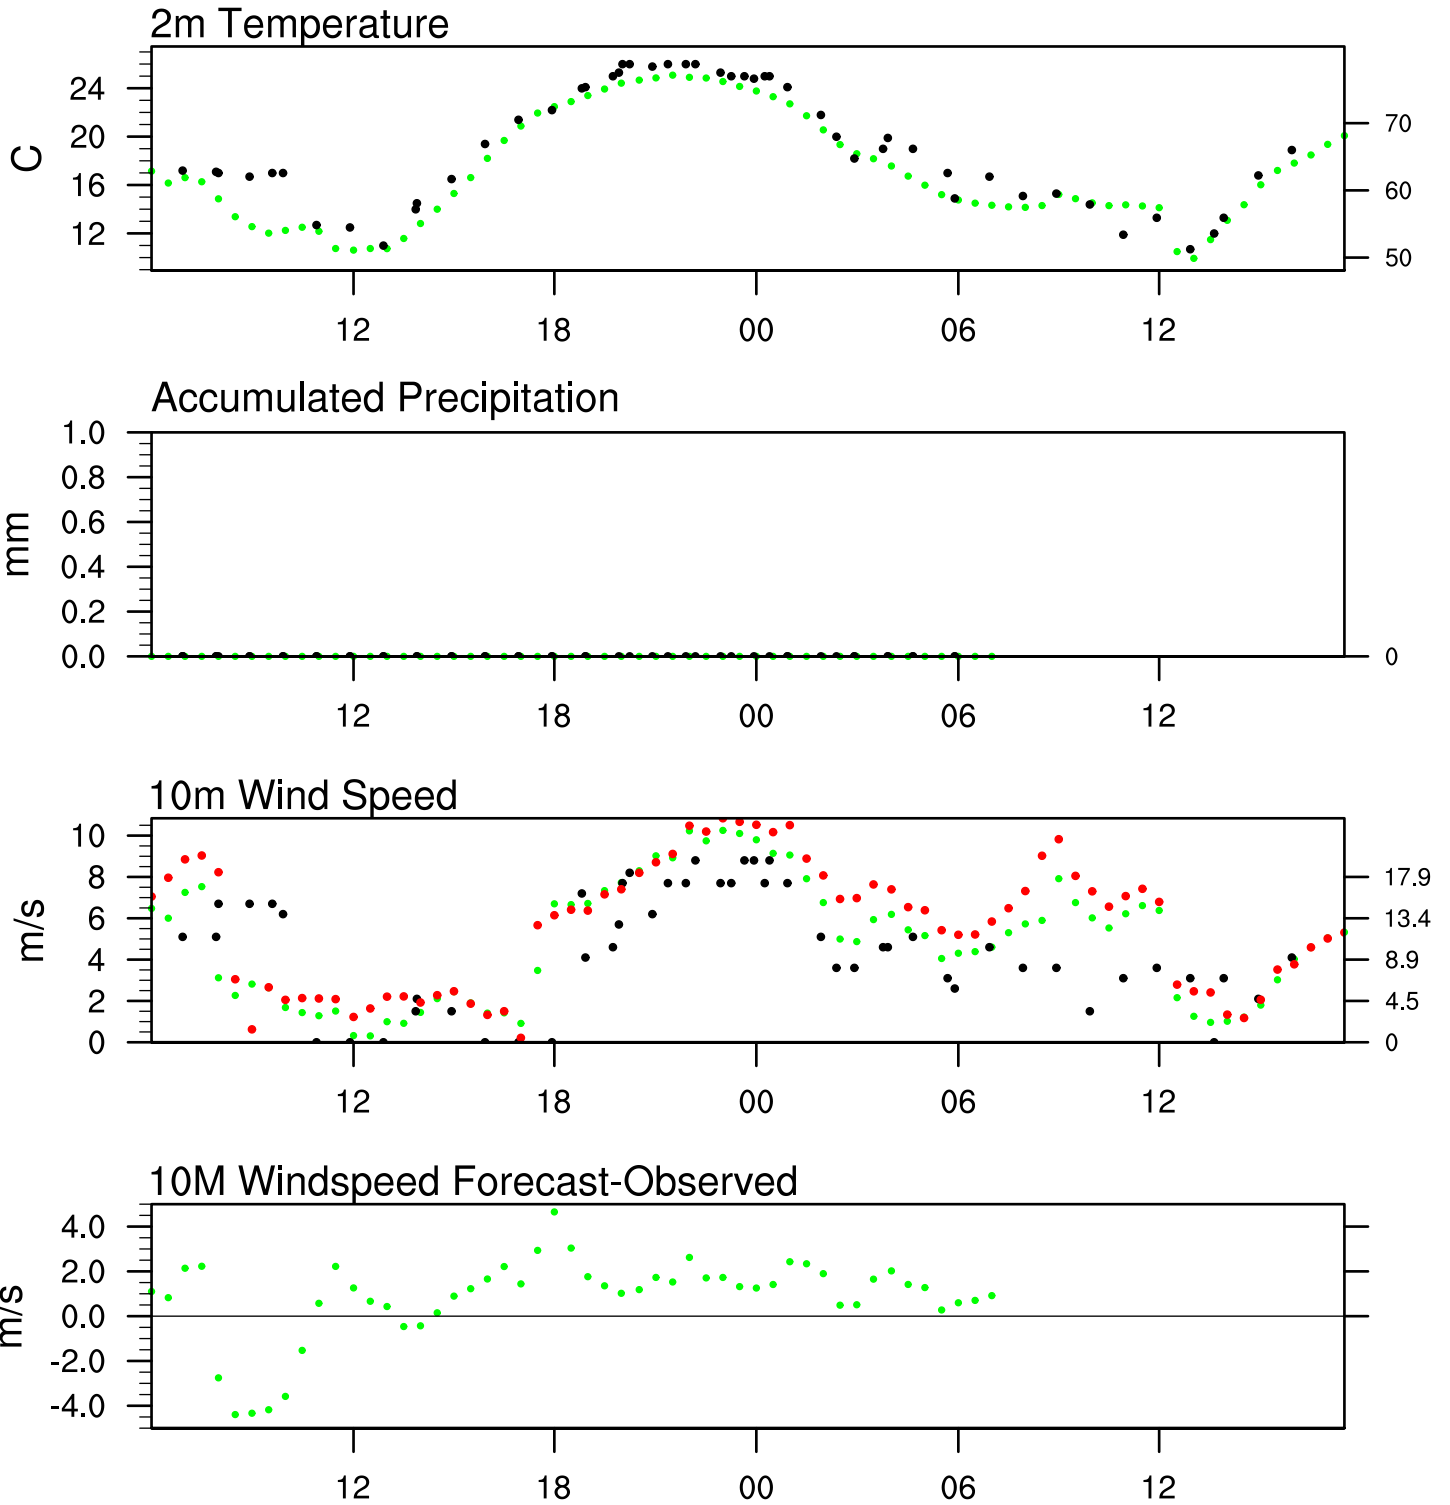 2m Temperature
24
20
16
12
C
70
60
50
12 18 00 06 12
Accumulated Precipitation
1.0
0.8
0.6
0.4
0.2
0.0
mm
0
12 18 00 06 12
10m Wind Speed
10
8
6
4
2
0
m/s
17.9
13.4
8.9
4.5
0
12 18 00 06 12
10M Windspeed Forecast-Observed
4.0
2.0
0.0
-2.0
-4.0
m/s
12 18 00 06 12